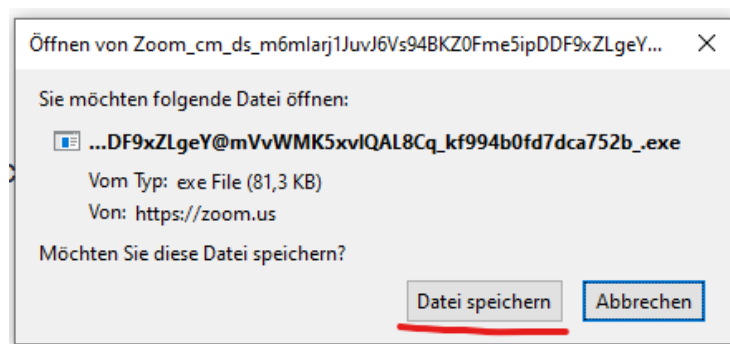 Öffnen von Zoom_cm_ds_m6mlarj1JuvJ6Vs94BKZ0Fme5ipDDF9xZLgeY...
Sie möchten folgende Datei öffnen:
...DF9xZLgeY@mVvWMK5xvlQAL8Cq_kf994b0fd7dca752b_.exe
Vom Typ: exe File (81,3 KB)
Von: https://zoom.us
Möchten Sie diese Datei speichern?
Datei speichern Abbrechen